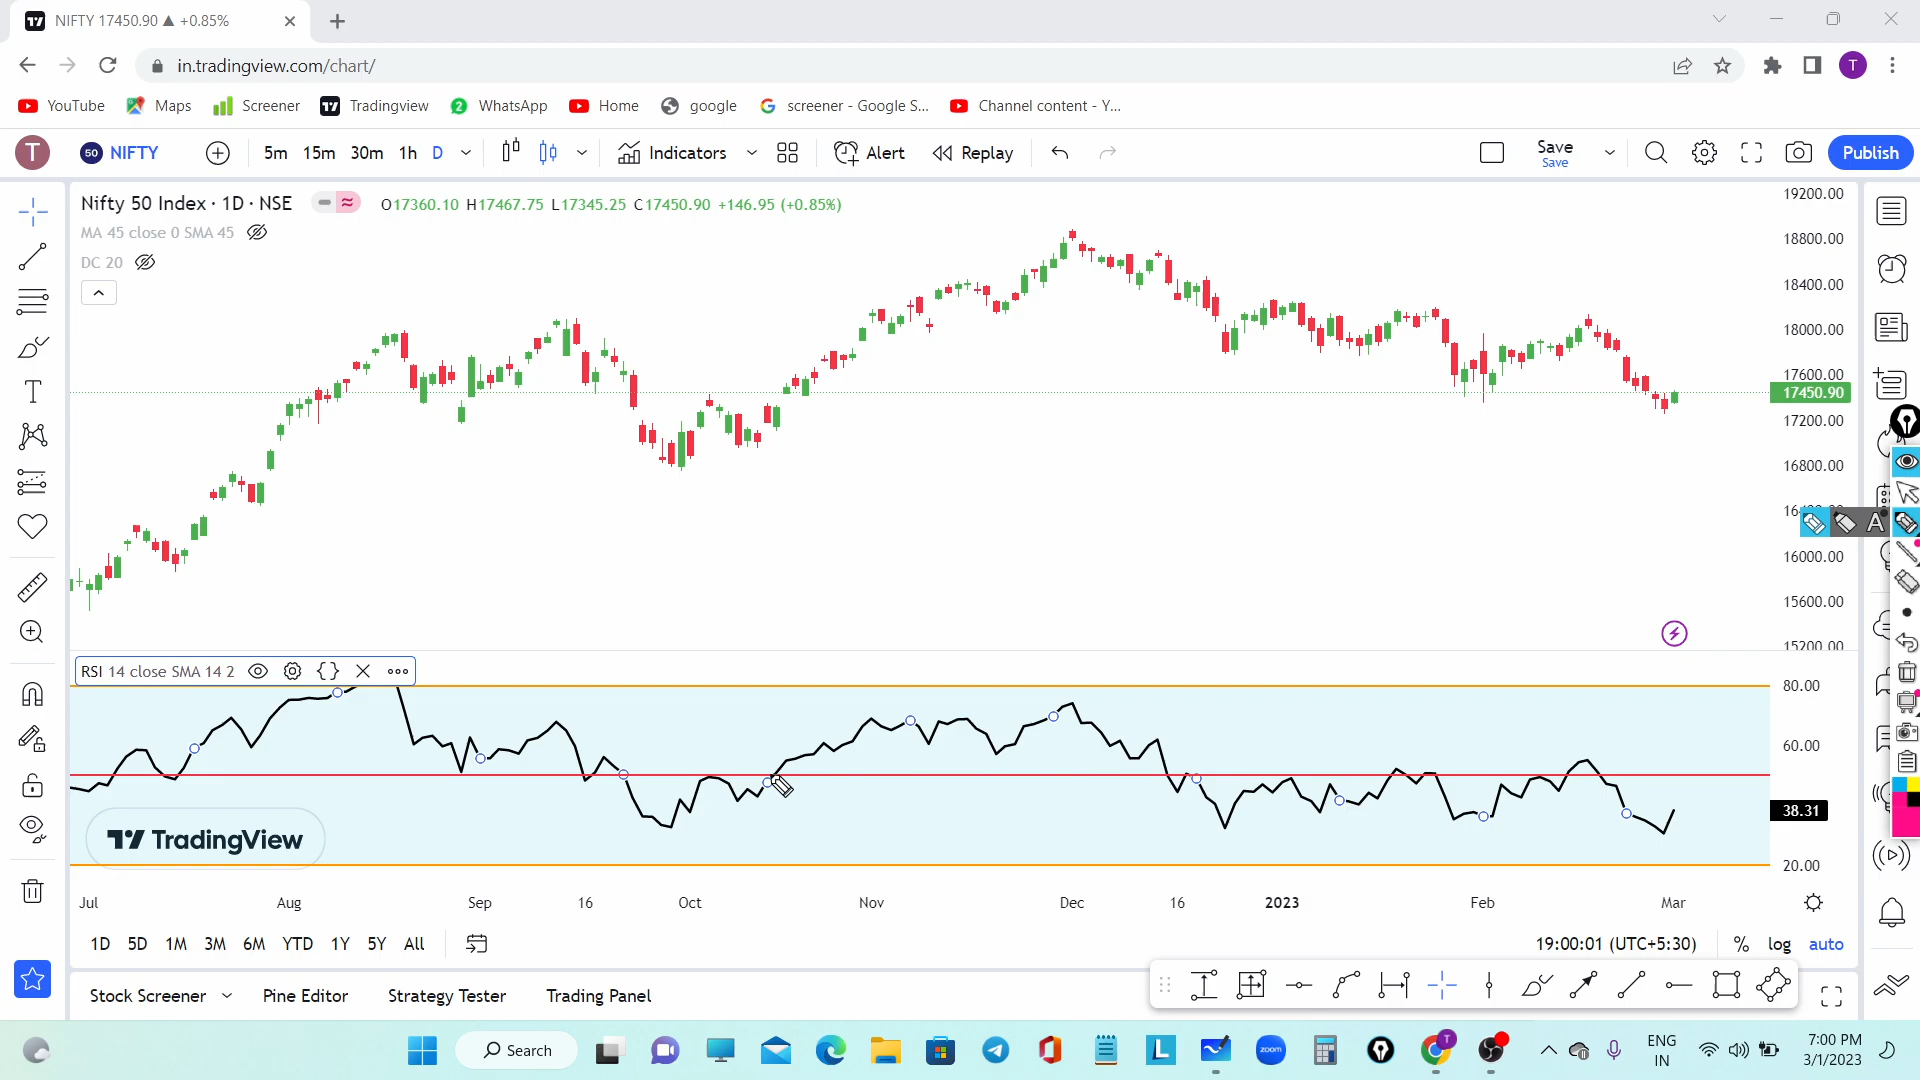 NIFTY 17450.90 ▲ +0.85%
in.tradingview.com/chart/
T
YouTube Maps Screener Tradingview 2 WhatsApp Home google screener - Google S... Channel content - Y...
T 50 NIFTY 5m 15m 30m 1h D Indicators Alert Replay Save Publish
Save
Nifty 50 Index · 1D · NSE O17360.10 H17467.75 L17345.25 C17450.90 +146.95 (+0.85%)
MA 45 close 0 SMA 45
DC 20
19200.00
18800.00
18400.00
18000.00
17600.00
17450.90
17200.00
16800.00
A
16000.00
15600.00
15200.00
RSI 14 close SMA 14 2
80.00
60.00
38.31
20.00
TradingView
Jul Aug Sep 16 Oct Nov Dec 16 2023 Feb Mar
1D 5D 1M 3M 6M YTD 1Y 5Y All 19:00:01 (UTC+5:30) % log auto
Stock Screener Pine Editor Strategy Tester Trading Panel
Search L zoom T ENG 7:00 PM
IN 3/1/2023